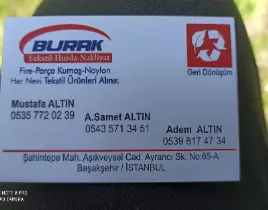 BURAK
Tekstil-Hurda-Nakliyat
Fire-Parça Kumaş-Naylon
Her Nevi Tekstil Ürünleri Alınır.
Geri Dönüşüm
Mustafa ALTIN
0535 772 02 39
A.Samet ALTIN
0543 571 34 51
Adem ALTIN
0539 817 47 34
Şahintepe Mah. Aşıkveysel Cad. Ayrancı Sk. No:85-A
Başakşehir / İSTANBUL